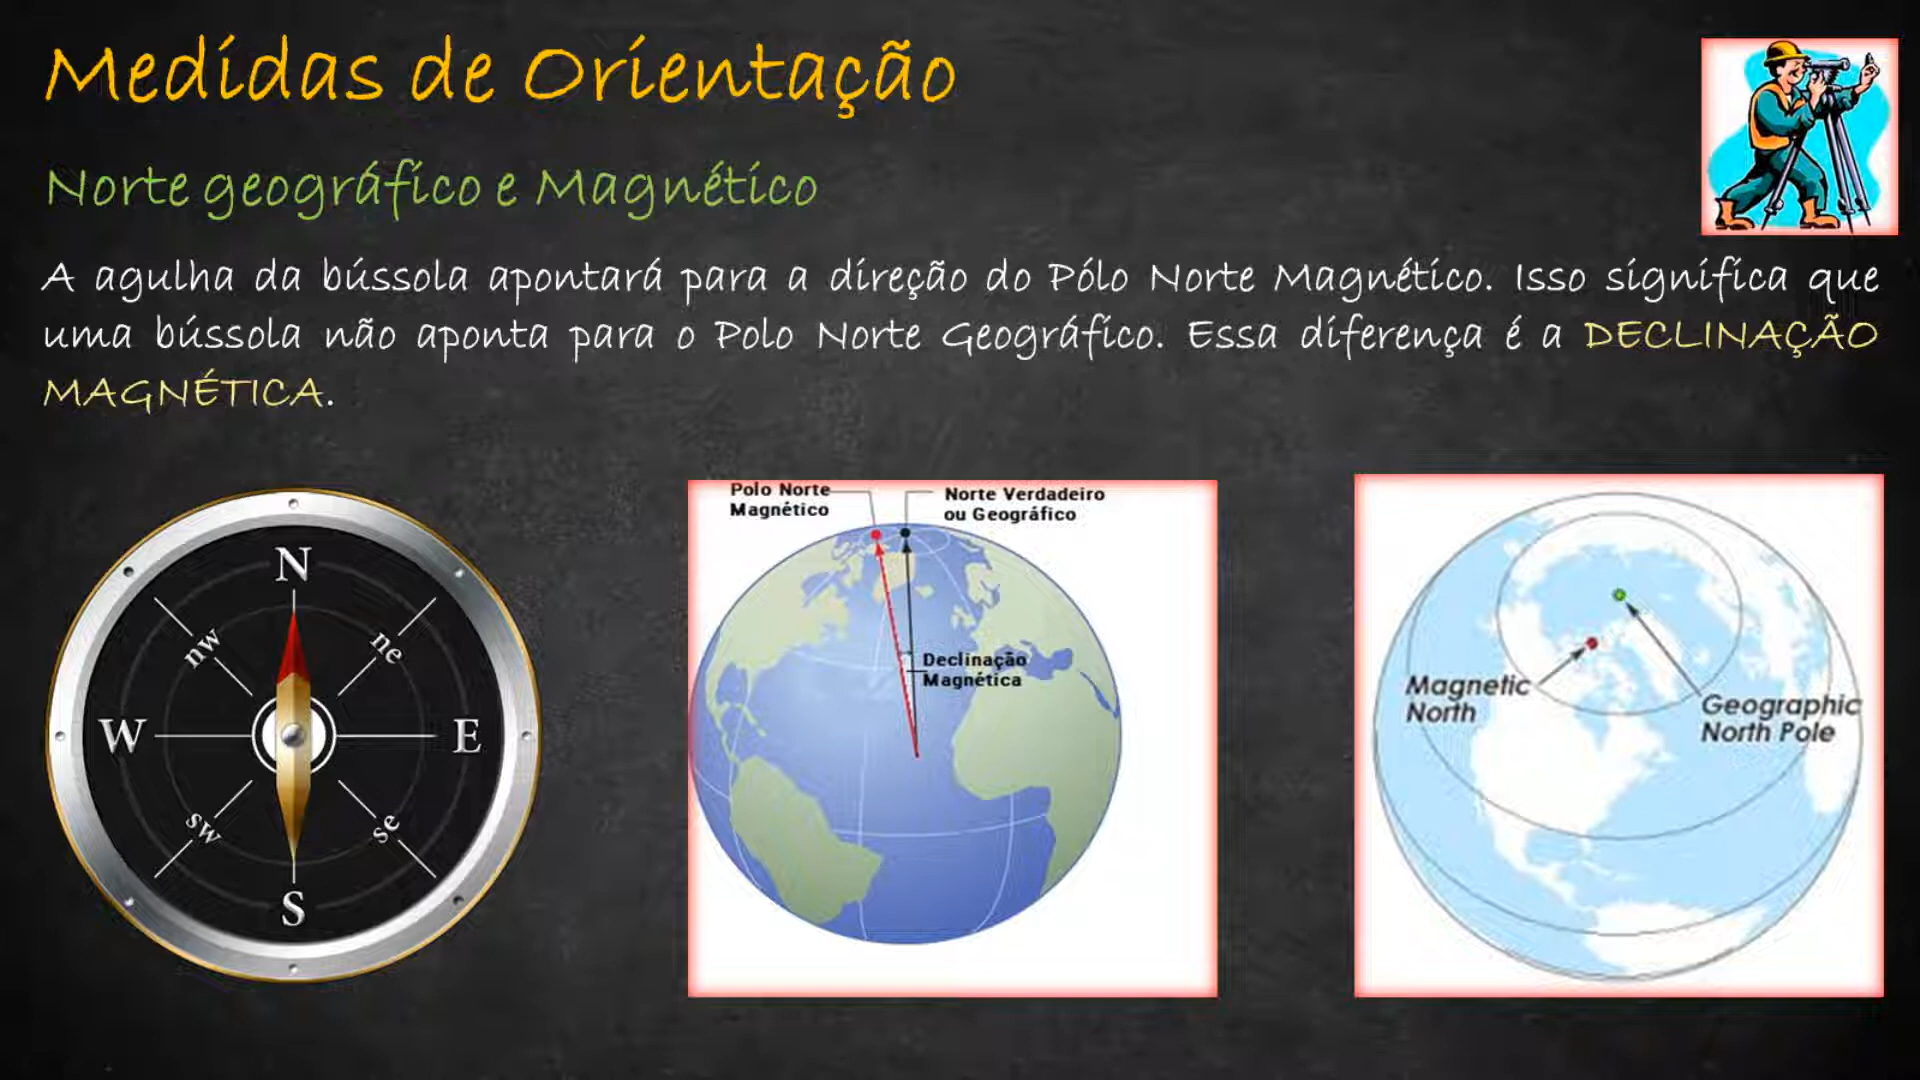 Medidas de Orientação
Norte geográfico e Magnético
A agulha da bússola apontará para a direção do Pólo Norte Magnético. Isso significa que
uma bússola não aponta para o Polo Norte Geográfico. Essa diferença é a DECLINAÇÃO
MAGNÉTICA.
N
nw
ne
W
E
sw
se
S
Polo Norte
Magnético
Norte Verdadeiro
ou Geográfico
Declinação
Magnética
Magnetic
North
Geographic
North Pole